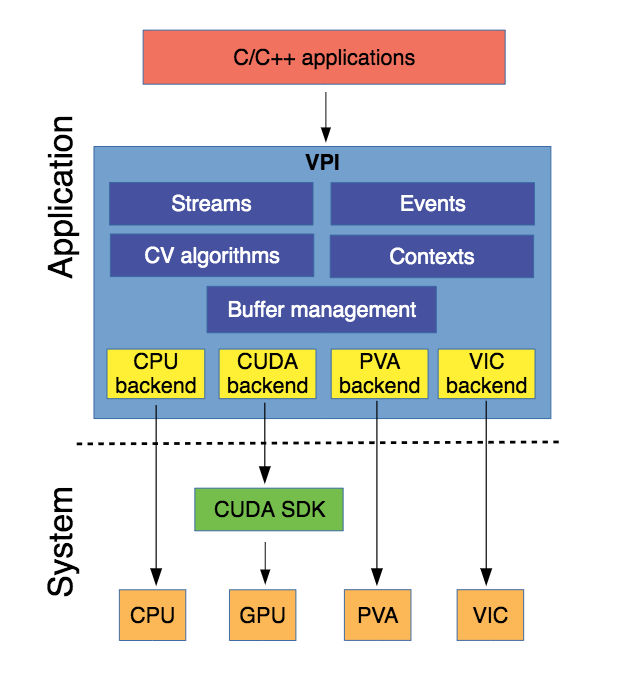 C/C++ applications
Application
VPI
Streams
Events
CV algorithms
Contexts
Buffer management
CPU
backend
CUDA
backend
PVA
backend
VIC
backend
System
CUDA SDK
CPU
GPU
PVA
VIC